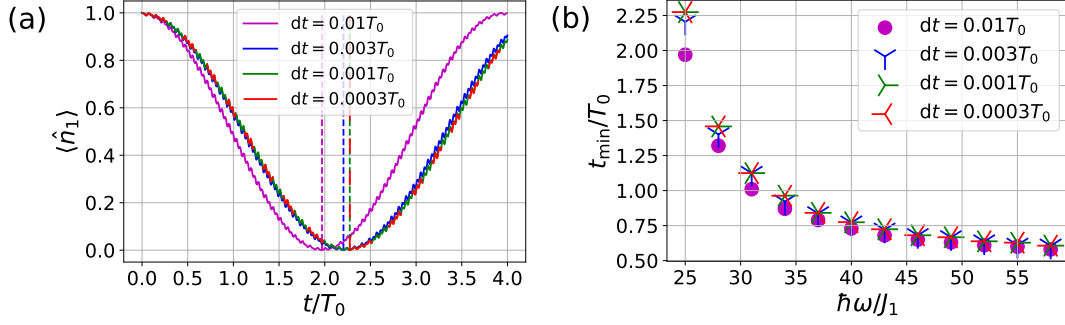 (a)
dt = 0.01T₀
dt = 0.003T₀
dt = 0.001T₀
dt = 0.0003T₀
⟨n̂₁⟩
1.0
0.8
0.6
0.4
0.2
0.0
0.0 0.5 1.0 1.5 2.0 2.5 3.0 3.5 4.0
t/T₀
(b)
dt = 0.01T₀
dt = 0.003T₀
dt = 0.001T₀
dt = 0.0003T₀
t_min/T₀
2.25
2.00
1.75
1.50
1.25
1.00
0.75
0.50
25 30 35 40 45 50 55
ħω/J₁